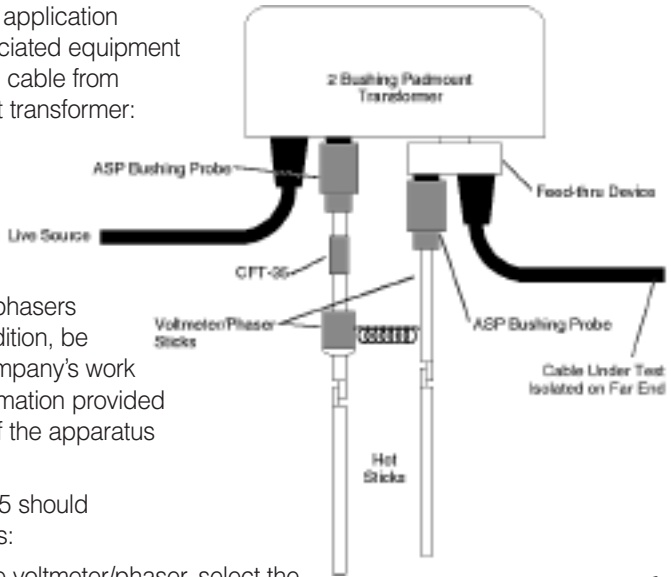 application
ciated equipment
cable from
t transformer:
2 Bushing Padmount
Transformer
ASP Bushing Probe
Feed-thru Device
Live Source
CFT-35
phasers
dition, be
mpany's work
rmation provided
f the apparatus
Voltmeter/Phaser
Sticks
ASP Bushing Probe
Cable Under Test
Isolated on Far End
Hot
Sticks
5 should
s:
voltmeter/phaser, select the